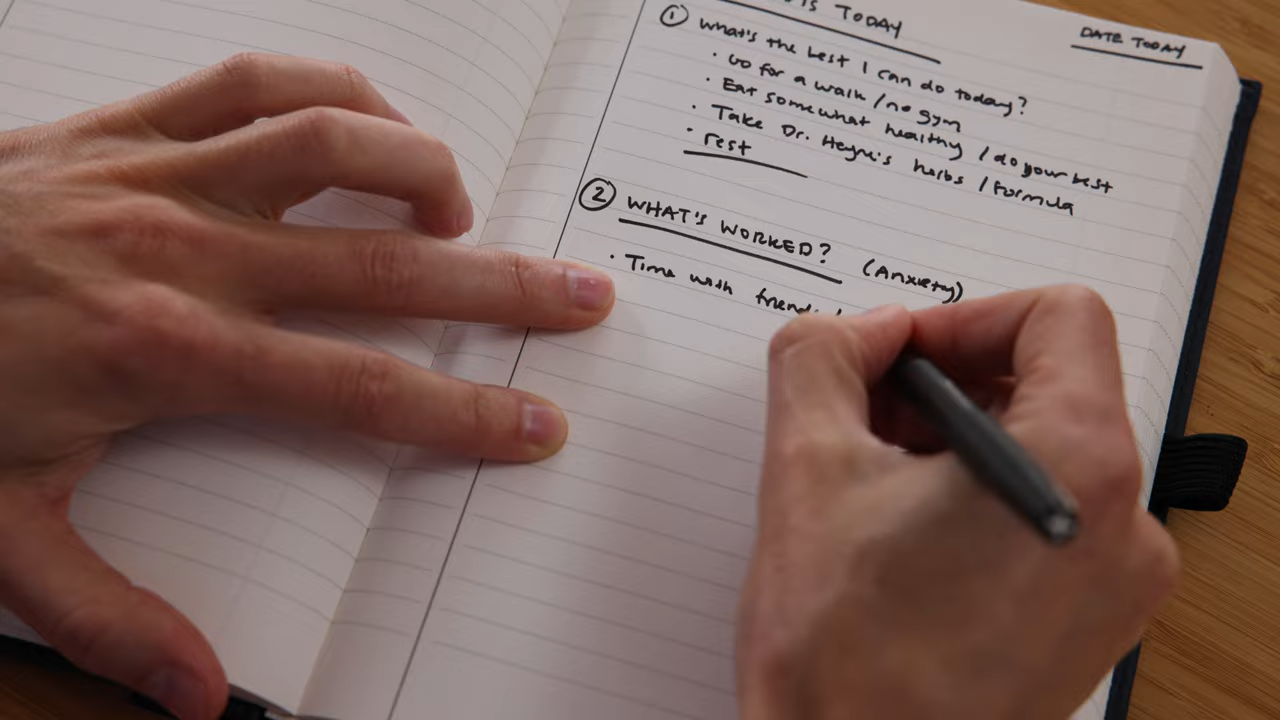 IS TODAY
DATE TODAY
① What's the best I can do today?
· Go for a walk / no gym
· Eat somewhat healthy / do your best
· Take Dr. Heyne's herbs / formula
· rest
② WHAT'S WORKED? (Anxiety)
· Time with friends